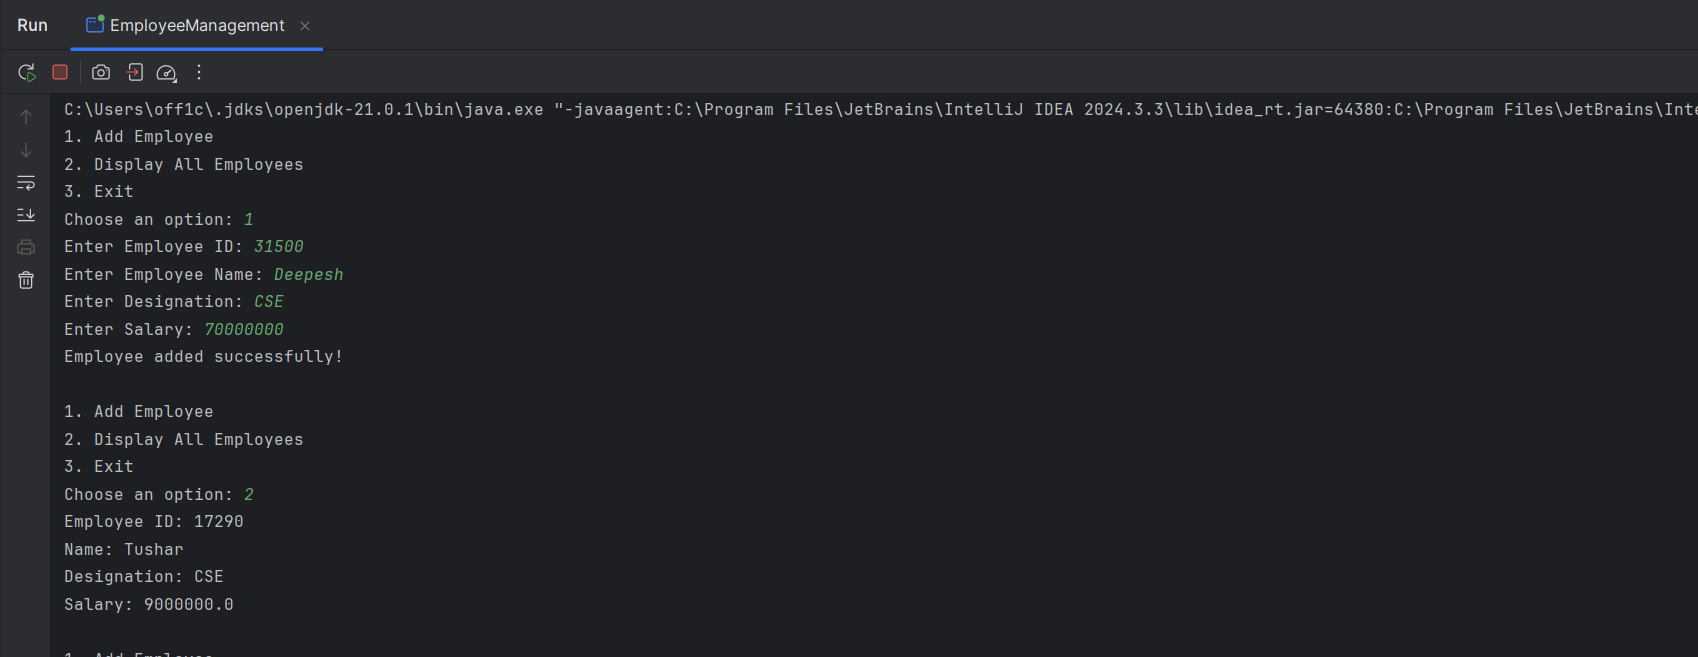 Run EmployeeManagement
C:\Users\off1c\.jdks\openjdk-21.0.1\bin\java.exe "-javaagent:C:\Program Files\JetBrains\IntelliJ IDEA 2024.3.3\lib\idea_rt.jar=64380:C:\Program Files\JetBrains\Inte
1. Add Employee
2. Display All Employees
3. Exit
Choose an option: 1
Enter Employee ID: 31500
Enter Employee Name: Deepesh
Enter Designation: CSE
Enter Salary: 70000000
Employee added successfully!
1. Add Employee
2. Display All Employees
3. Exit
Choose an option: 2
Employee ID: 17290
Name: Tushar
Designation: CSE
Salary: 9000000.0
1. Add Employee